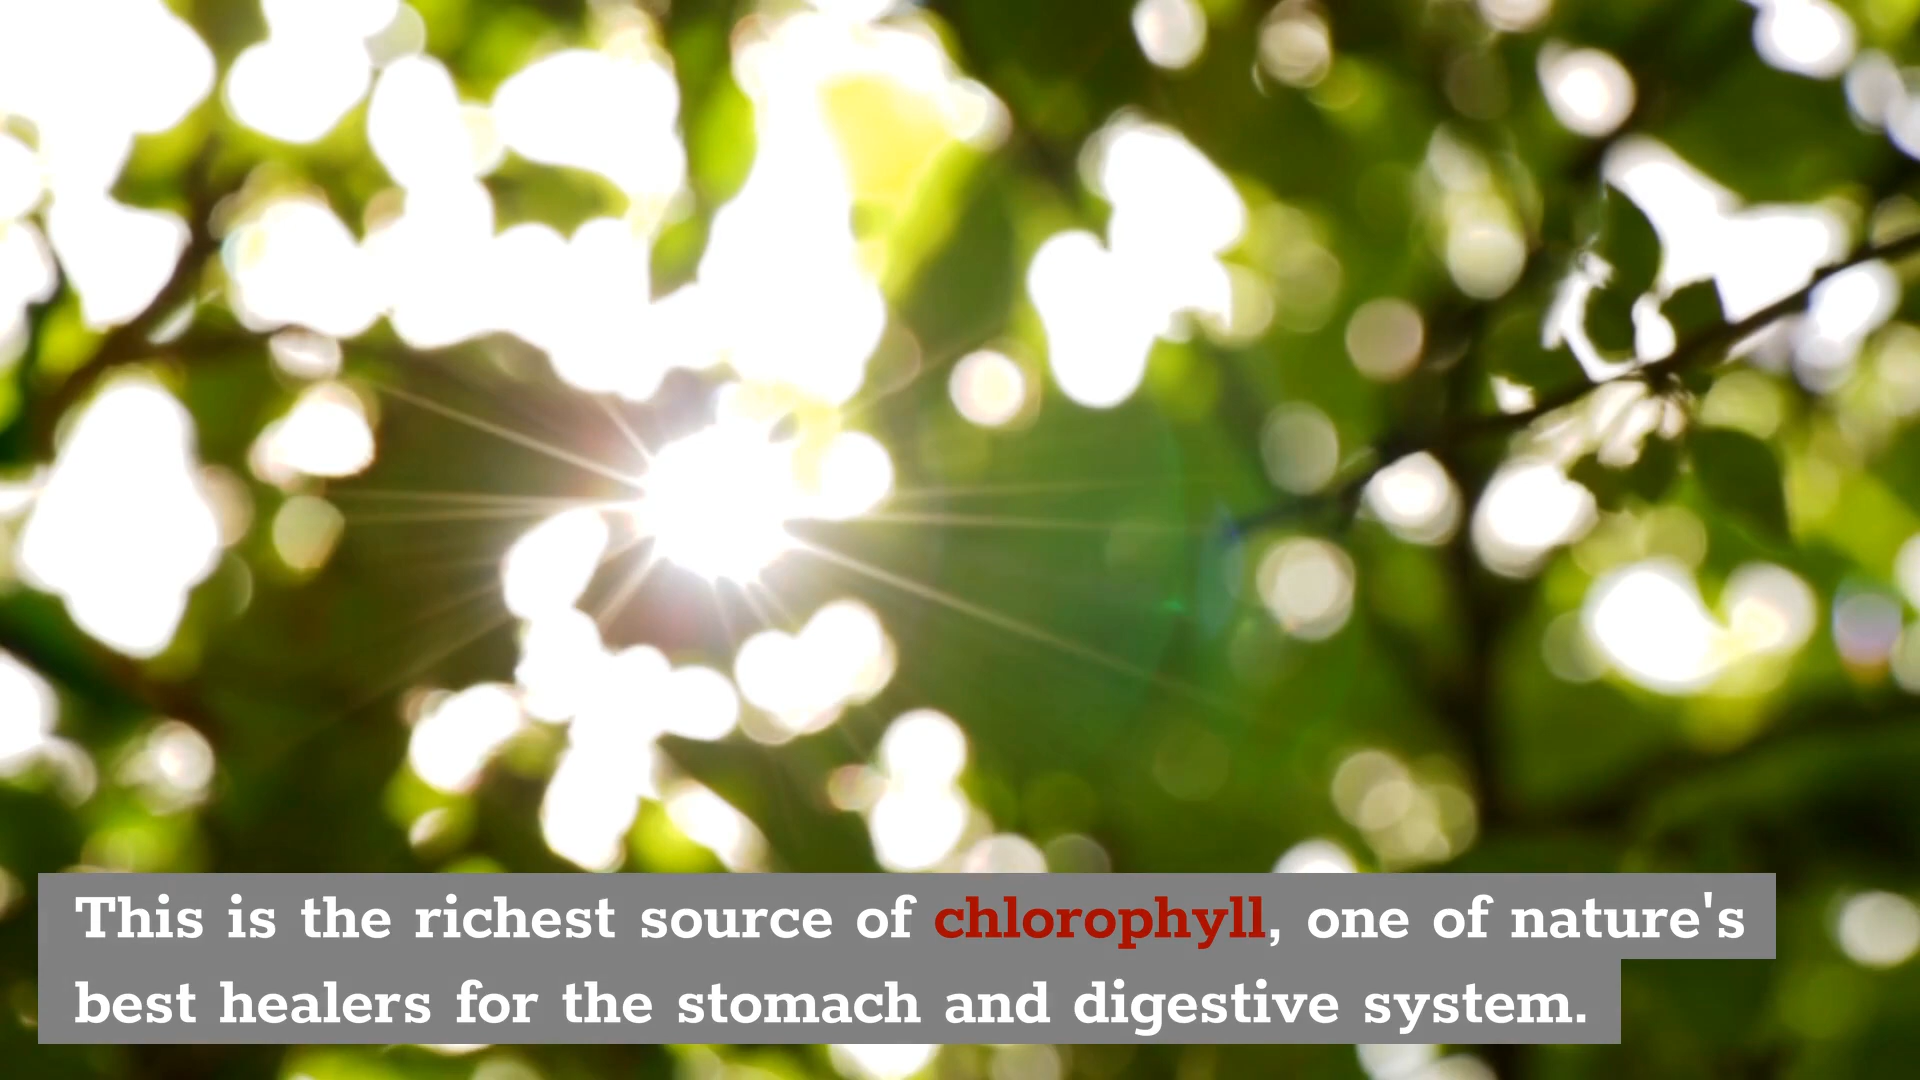 This is the richest source of chlorophyll, one of nature's
best healers for the stomach and digestive system.